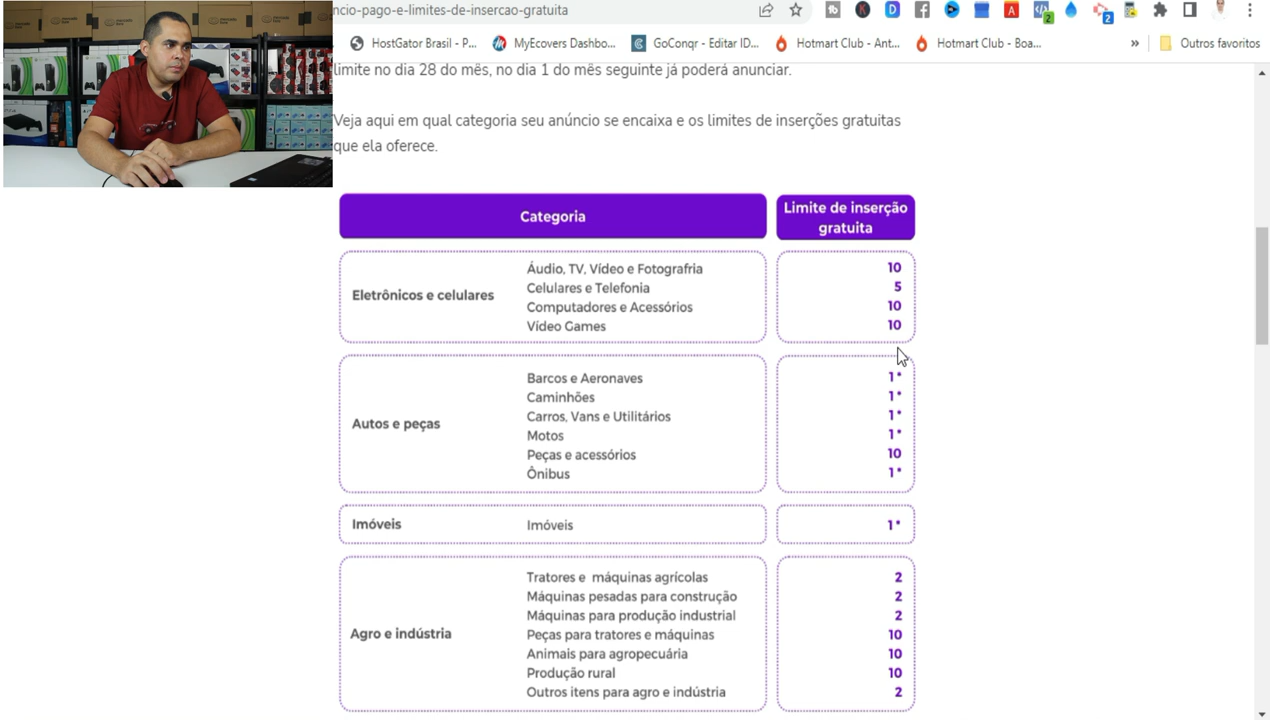 ncio-pago-e-limites-de-insercao-gratuita
HostGator Brasil - P...
MyEcovers Dashbo...
GoConqr - Editar ID...
Hotmart Club - Ant...
Hotmart Club - Boa...
»
Outros favoritos
limite no dia 28 do mês, no dia 1 do mês seguinte já poderá anunciar.
Veja aqui em qual categoria seu anúncio se encaixa e os limites de inserções gratuitas
que ela oferece.
Categoria
Limite de inserção
gratuita
Eletrônicos e celulares
Áudio, TV, Vídeo e Fotografria 10
Celulares e Telefonia 5
Computadores e Acessórios 10
Vídeo Games 10
Autos e peças
Barcos e Aeronaves 1*
Caminhões 1*
Carros, Vans e Utilitários 1*
Motos 1*
Peças e acessórios 10
Ônibus 1*
Imóveis Imóveis 1*
Agro e indústria
Tratores e máquinas agrícolas 2
Máquinas pesadas para construção 2
Máquinas para produção industrial 2
Peças para tratores e máquinas 10
Animais para agropecuária 10
Produção rural 10
Outros itens para agro e indústria 2